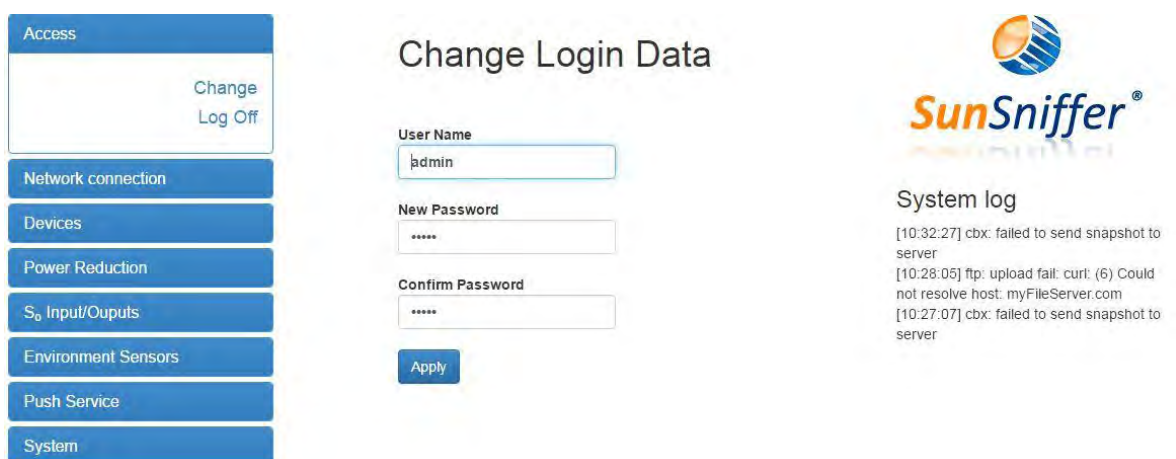 Access
Change
Log Off
Network connection
Devices
Power Reduction
S₀ Input/Ouputs
Environment Sensors
Push Service
System
Change Login Data
User Name
admin
New Password
•••••
Confirm Password
•••••
Apply
SunSniffer®
System log
[10:32:27] cbx: failed to send snapshot to
server
[10:28:05] ftp: upload fail: curl: (6) Could
not resolve host: myFileServer.com
[10:27:07] cbx: failed to send snapshot to
server